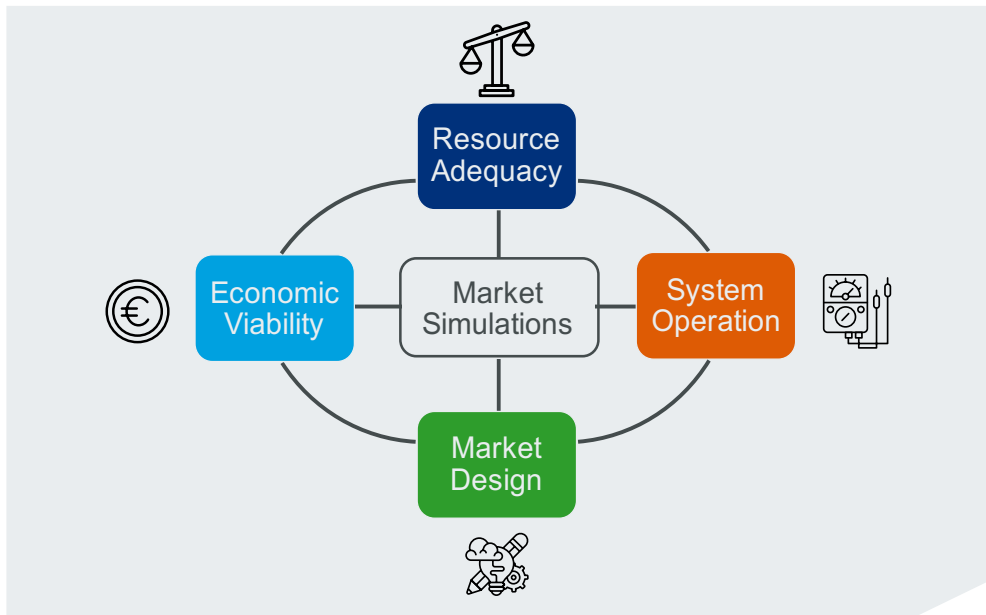 Resource
Adequacy
Economic
Viability
Market
Simulations
System
Operation
Market
Design